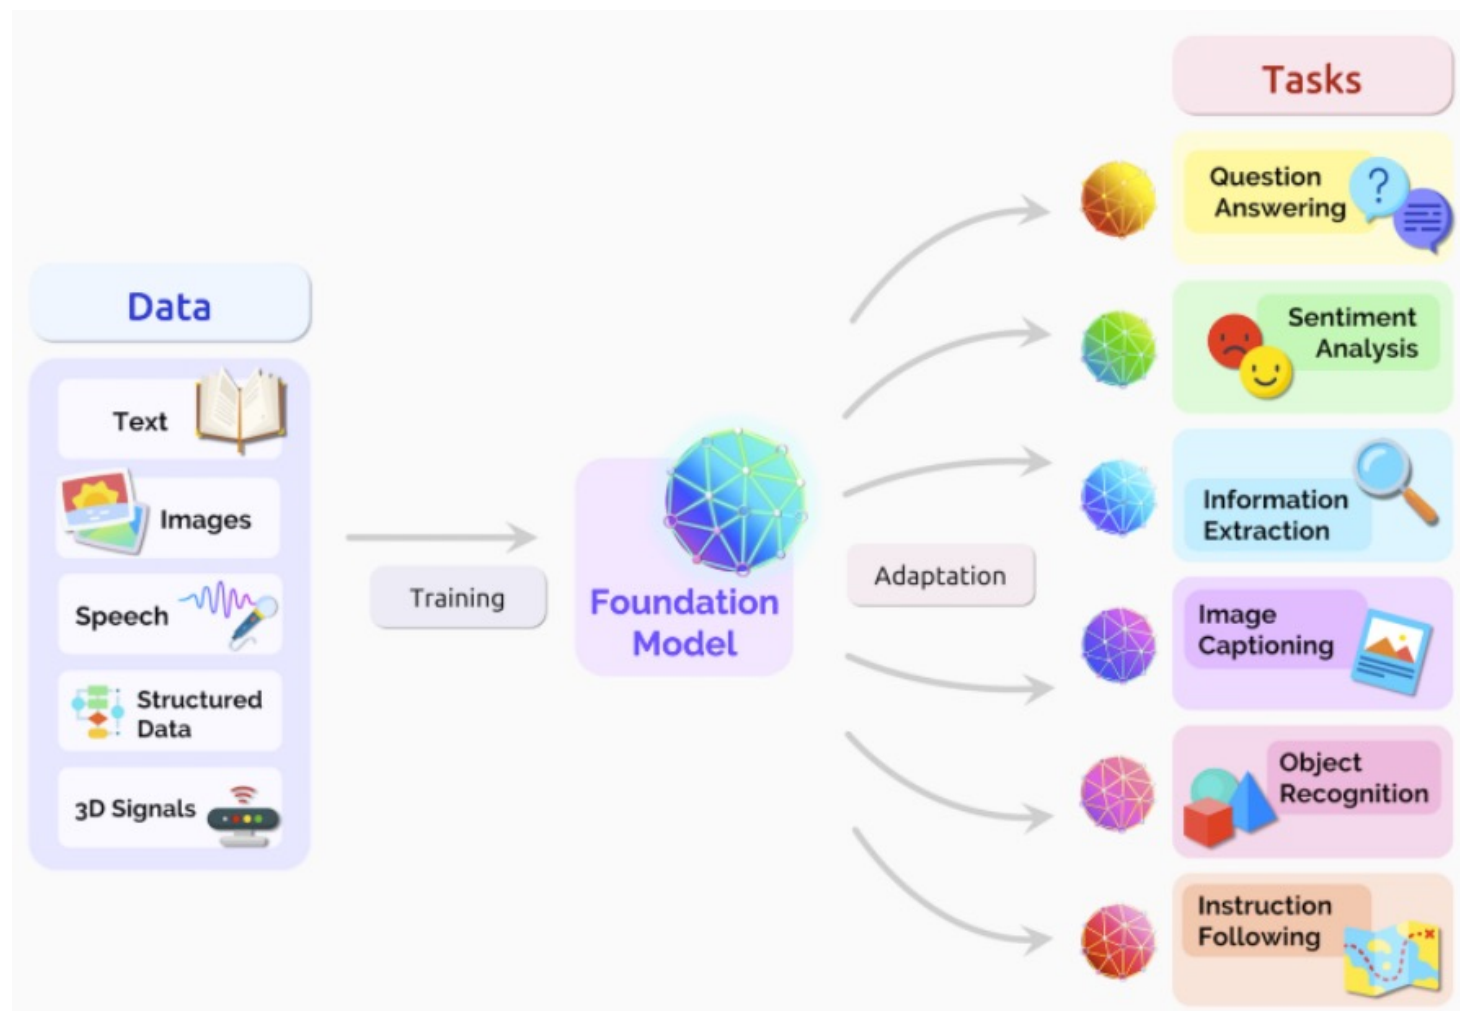 Data
Text
Images
Speech
Structured
Data
3D Signals
Training
Foundation
Model
Adaptation
Tasks
Question
Answering
?
Sentiment
Analysis
Information
Extraction
Image
Captioning
Object
Recognition
Instruction
Following